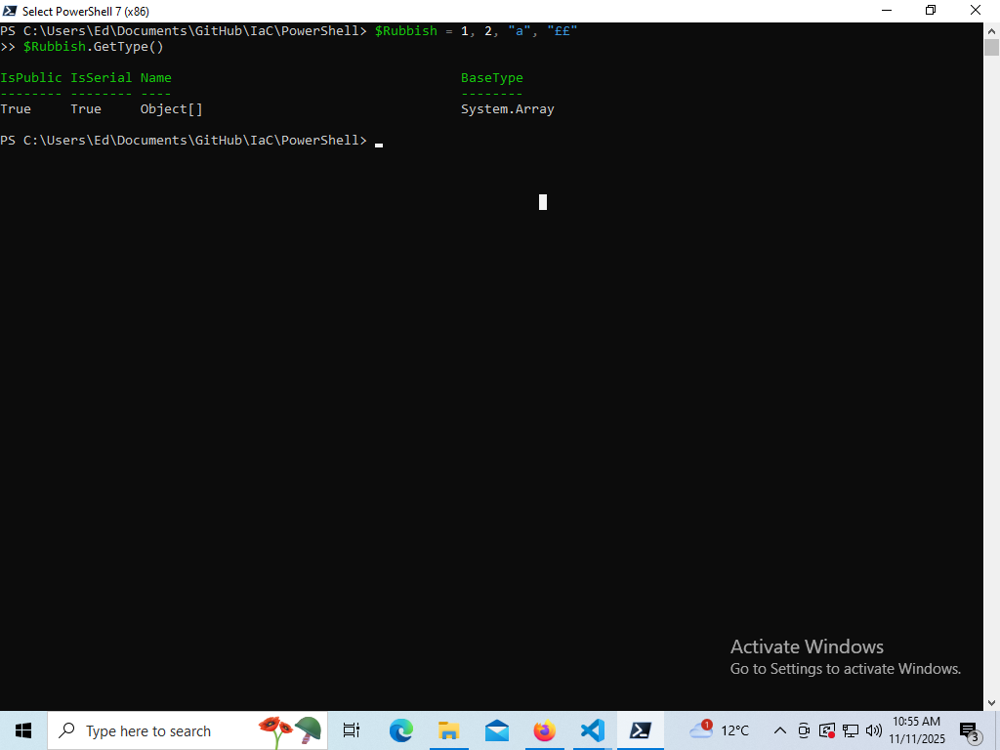 Select PowerShell 7 (x86)
PS C:\Users\Ed\Documents\GitHub\IaC\PowerShell> $Rubbish = 1, 2, "a", "££"
>> $Rubbish.GetType()
IsPublic IsSerial Name                                     BaseType
-------- -------- ----                                     --------
True     True     Object[]                                 System.Array
PS C:\Users\Ed\Documents\GitHub\IaC\PowerShell>
Activate Windows
Go to Settings to activate Windows.
Type here to search
1
12°C
10:55 AM
11/11/2025
3